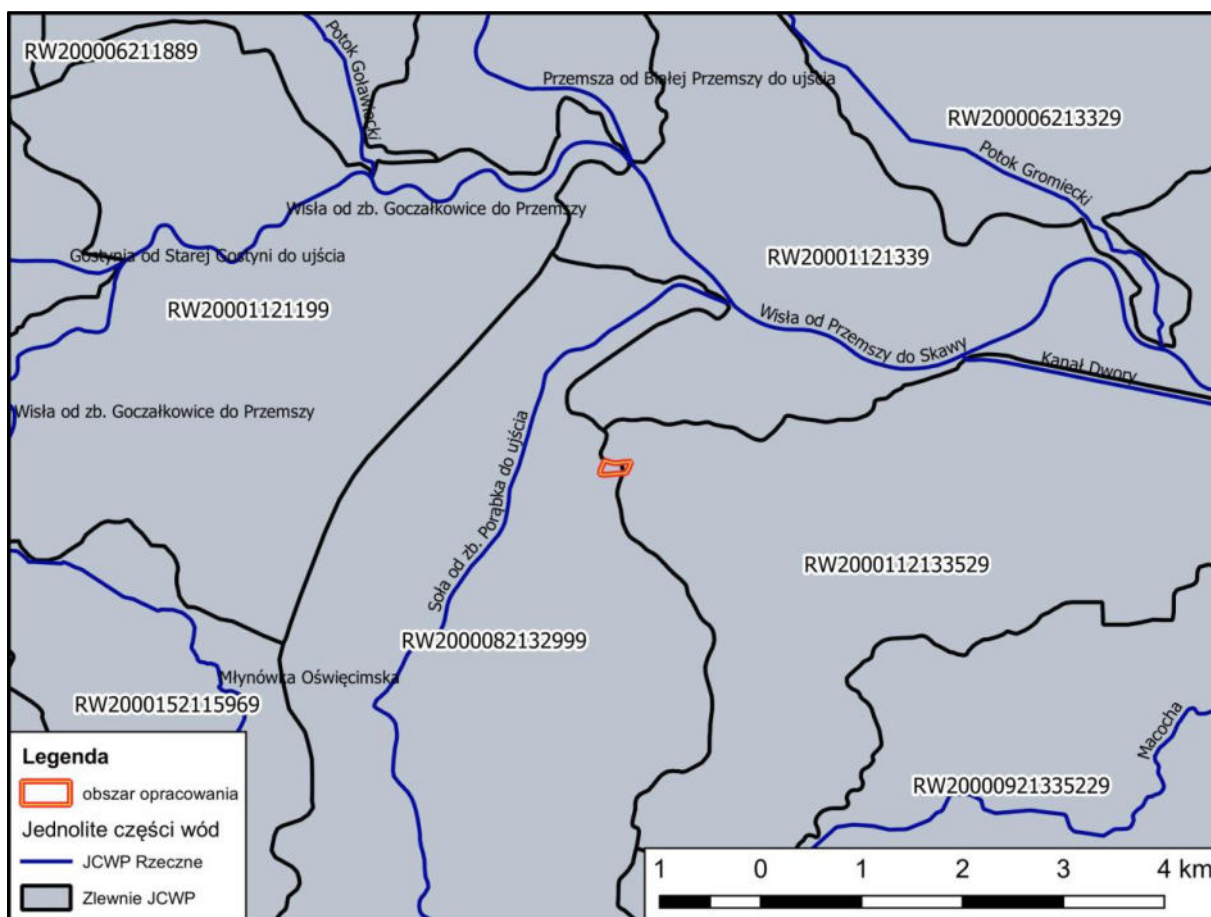 RW200006211889
Potok Goławiecki
Przemsza od Białej Przemszy do ujścia
RW200006213329
Potok Gromiecki
Wisła od zb. Goczałkowice do Przemszy
Gostynia od Starej Gostyni do ujścia
RW20001121339
RW20001121199
Wisła od Przemszy do Skawy
Kanał Dwory
Wisła od zb. Goczałkowice do Przemszy
Soła od zb. Porąbka do ujścia
RW2000112133529
RW2000082132999
Młynówka Oświęcimska
RW2000152115969
Macocha
RW20000921335229
Legenda
obszar opracowania
Jednolite części wód
JCWP Rzeczne
Zlewnie JCWP
1 0 1 2 3 4 km